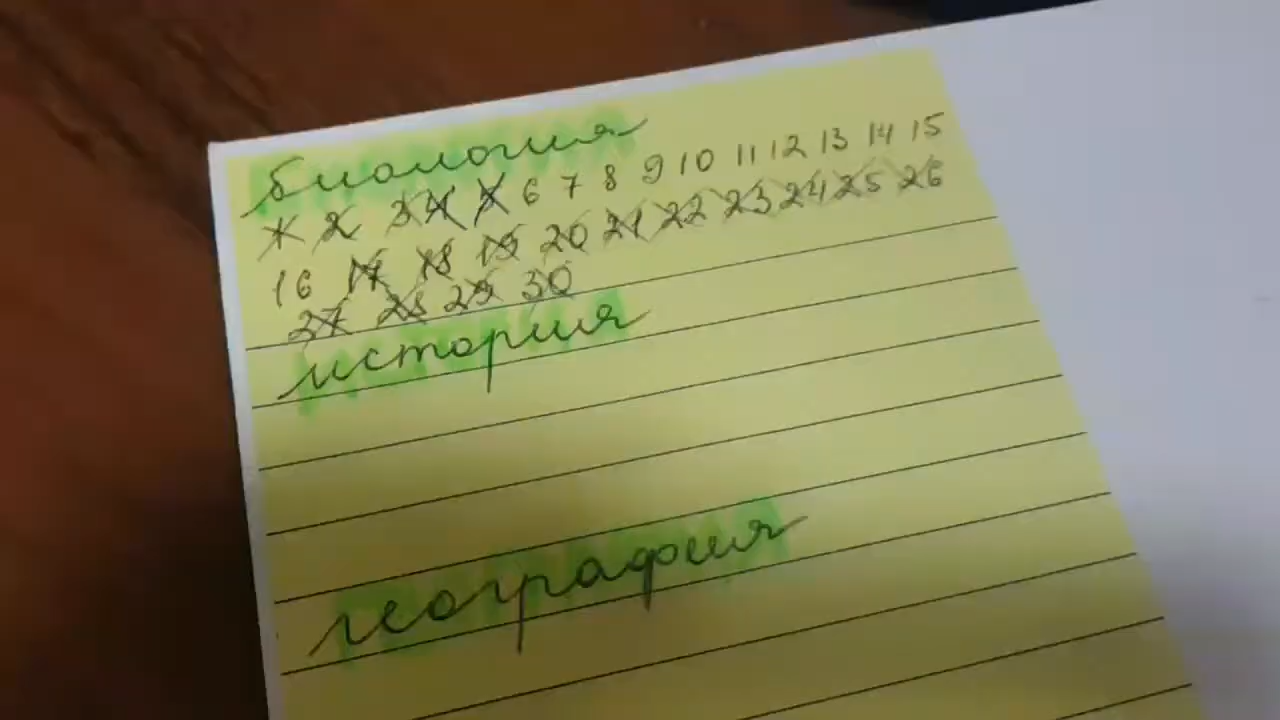 биология
1 2 3 4 5 6 7 8 9 10 11 12 13 14 15
16 17 18 19 20 21 22 23 24 25 26
27 28 29 30
история
география